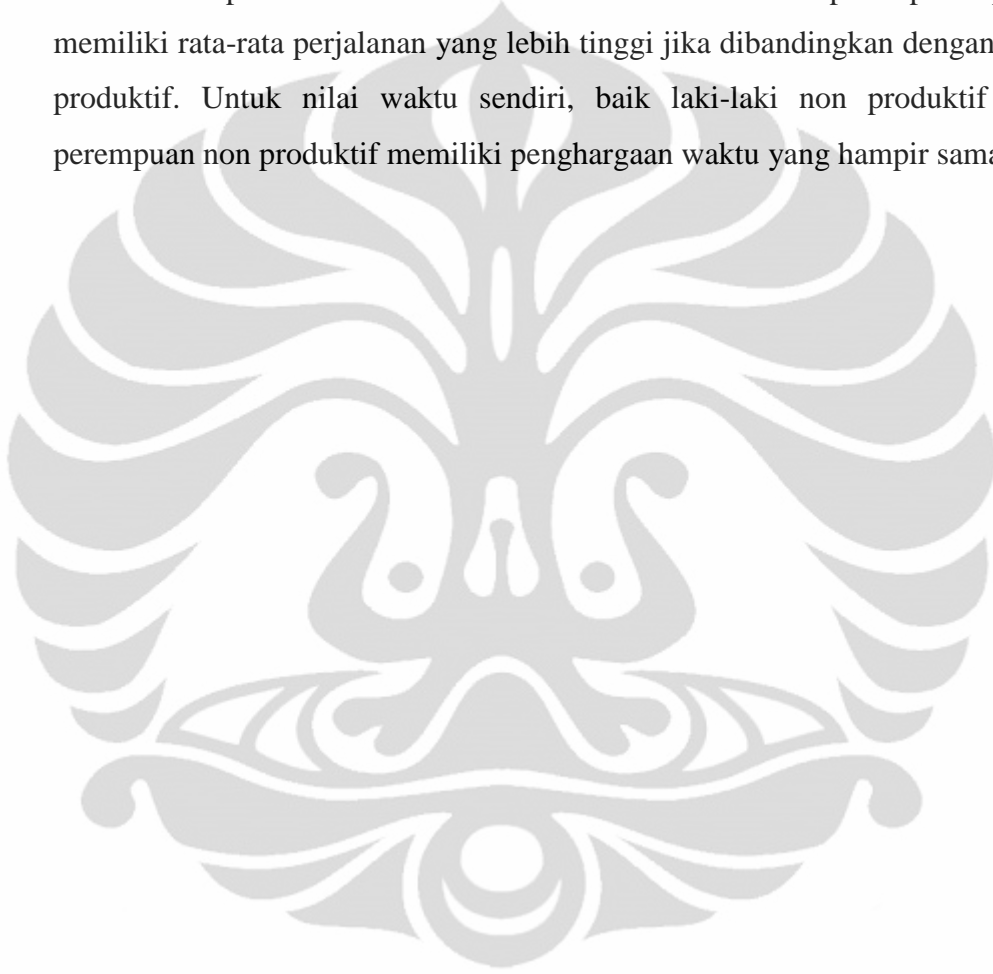 memiliki rata-rata perjalanan yang lebih tinggi jika dibandingkan dengan
produktif. Untuk nilai waktu sendiri, baik laki-laki non produktif
perempuan non produktif memiliki penghargaan waktu yang hampir sama